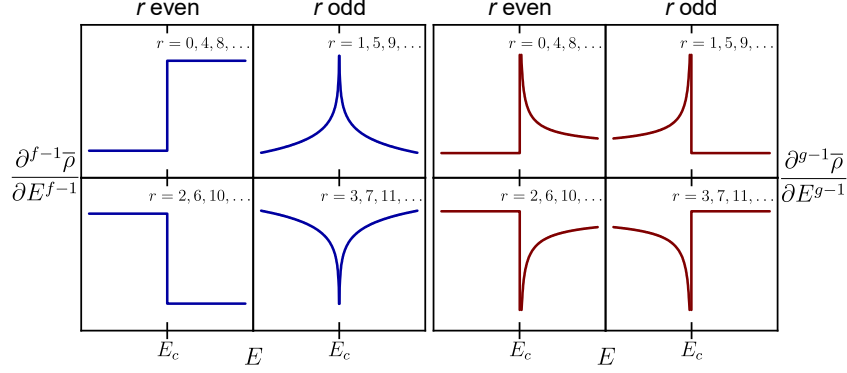 r even r odd r even r odd
r = 0, 4, 8, … r = 1, 5, 9, … r = 0, 4, 8, … r = 1, 5, 9, …
∂^{f−1}ρ̅ / ∂E^{f−1} ∂^{g−1}ρ̅ / ∂E^{g−1}
r = 2, 6, 10, … r = 3, 7, 11, … r = 2, 6, 10, … r = 3, 7, 11, …
E_c E E_c E_c E E_c